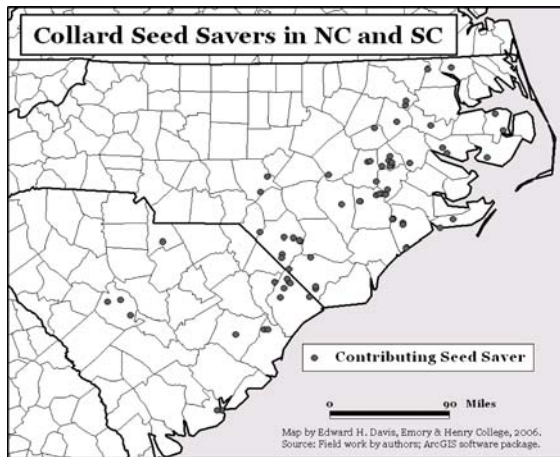 Collard Seed Savers in NC and SC
Contributing Seed Saver
0 90 Miles
Map by Edward H. Davis, Emory & Henry College, 2006.
Source: Field work by authors; ArcGIS software package.